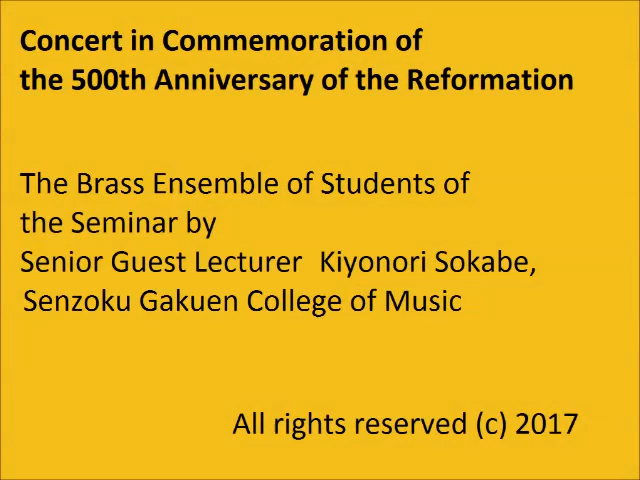 Concert in Commemoration of
the 500th Anniversary of the Reformation
The Brass Ensemble of Students of
the Seminar by
Senior Guest Lecturer  Kiyonori Sokabe,
Senzoku Gakuen College of Music
All rights reserved (c) 2017